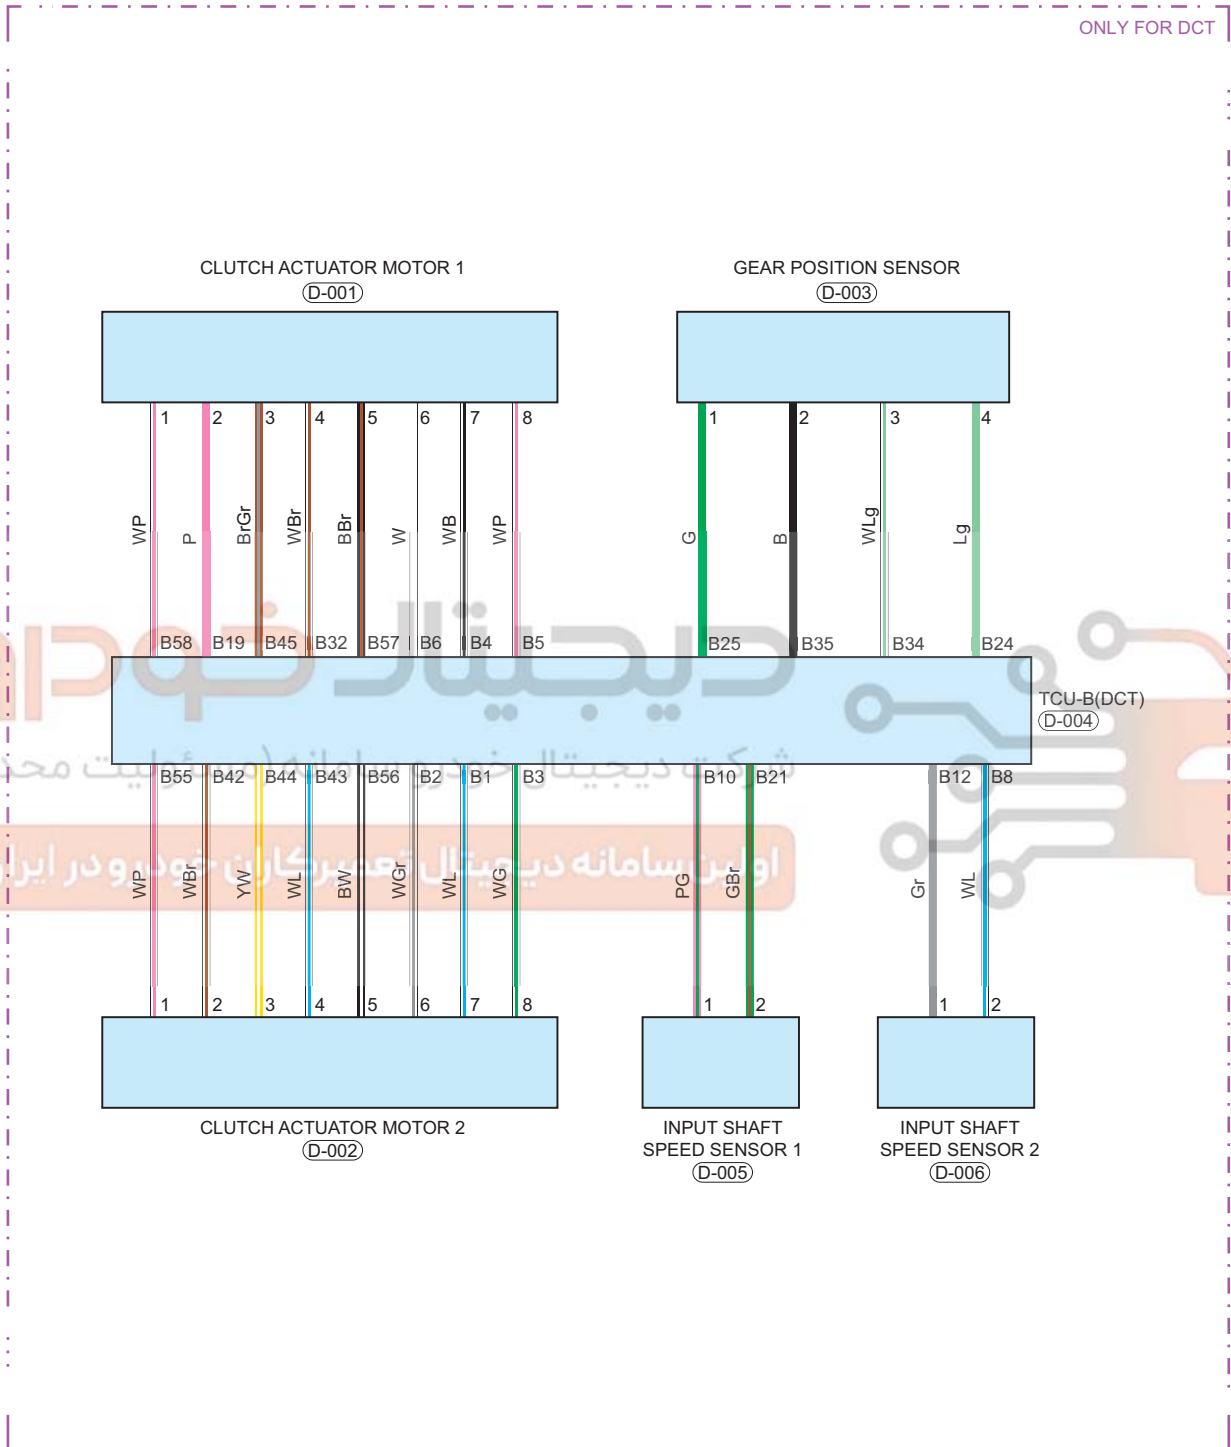 ONLY FOR DCT
CLUTCH ACTUATOR MOTOR 1
D-001
GEAR POSITION SENSOR
D-003
1 2 3 4 5 6 7 8
1 2 3 4
WP P BrGr WBr BBr W WB WP
G B WLg Lg
B58 B19 B45 B32 B57 B6 B4 B5
B25 B35 B34 B24
دیجیتال خودرو
TCU-B(DCT)
D-004
شرکت دیجیتال خودرو سامانه (مسئولیت
B55 B42 B44 B43 B56 B2 B1 B3
B10 B21
B12 B8
اولین سامانه دیجیتال تعمیرکاران خودرو در ایران
WP WBr YW WL BW WGr WL WG
PG GBr
Gr WL
1 2 3 4 5 6 7 8
1 2
1 2
CLUTCH ACTUATOR MOTOR 2
D-002
INPUT SHAFT
SPEED SENSOR 1
D-005
INPUT SHAFT
SPEED SENSOR 2
D-006